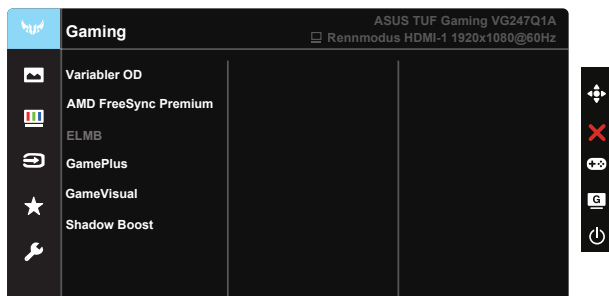 TUF
Gaming
ASUS TUF Gaming VG247Q1A
Rennmodus HDMI-1 1920x1080@60Hz
Variabler OD
AMD FreeSync Premium
ELMB
GamePlus
GameVisual
Shadow Boost
G